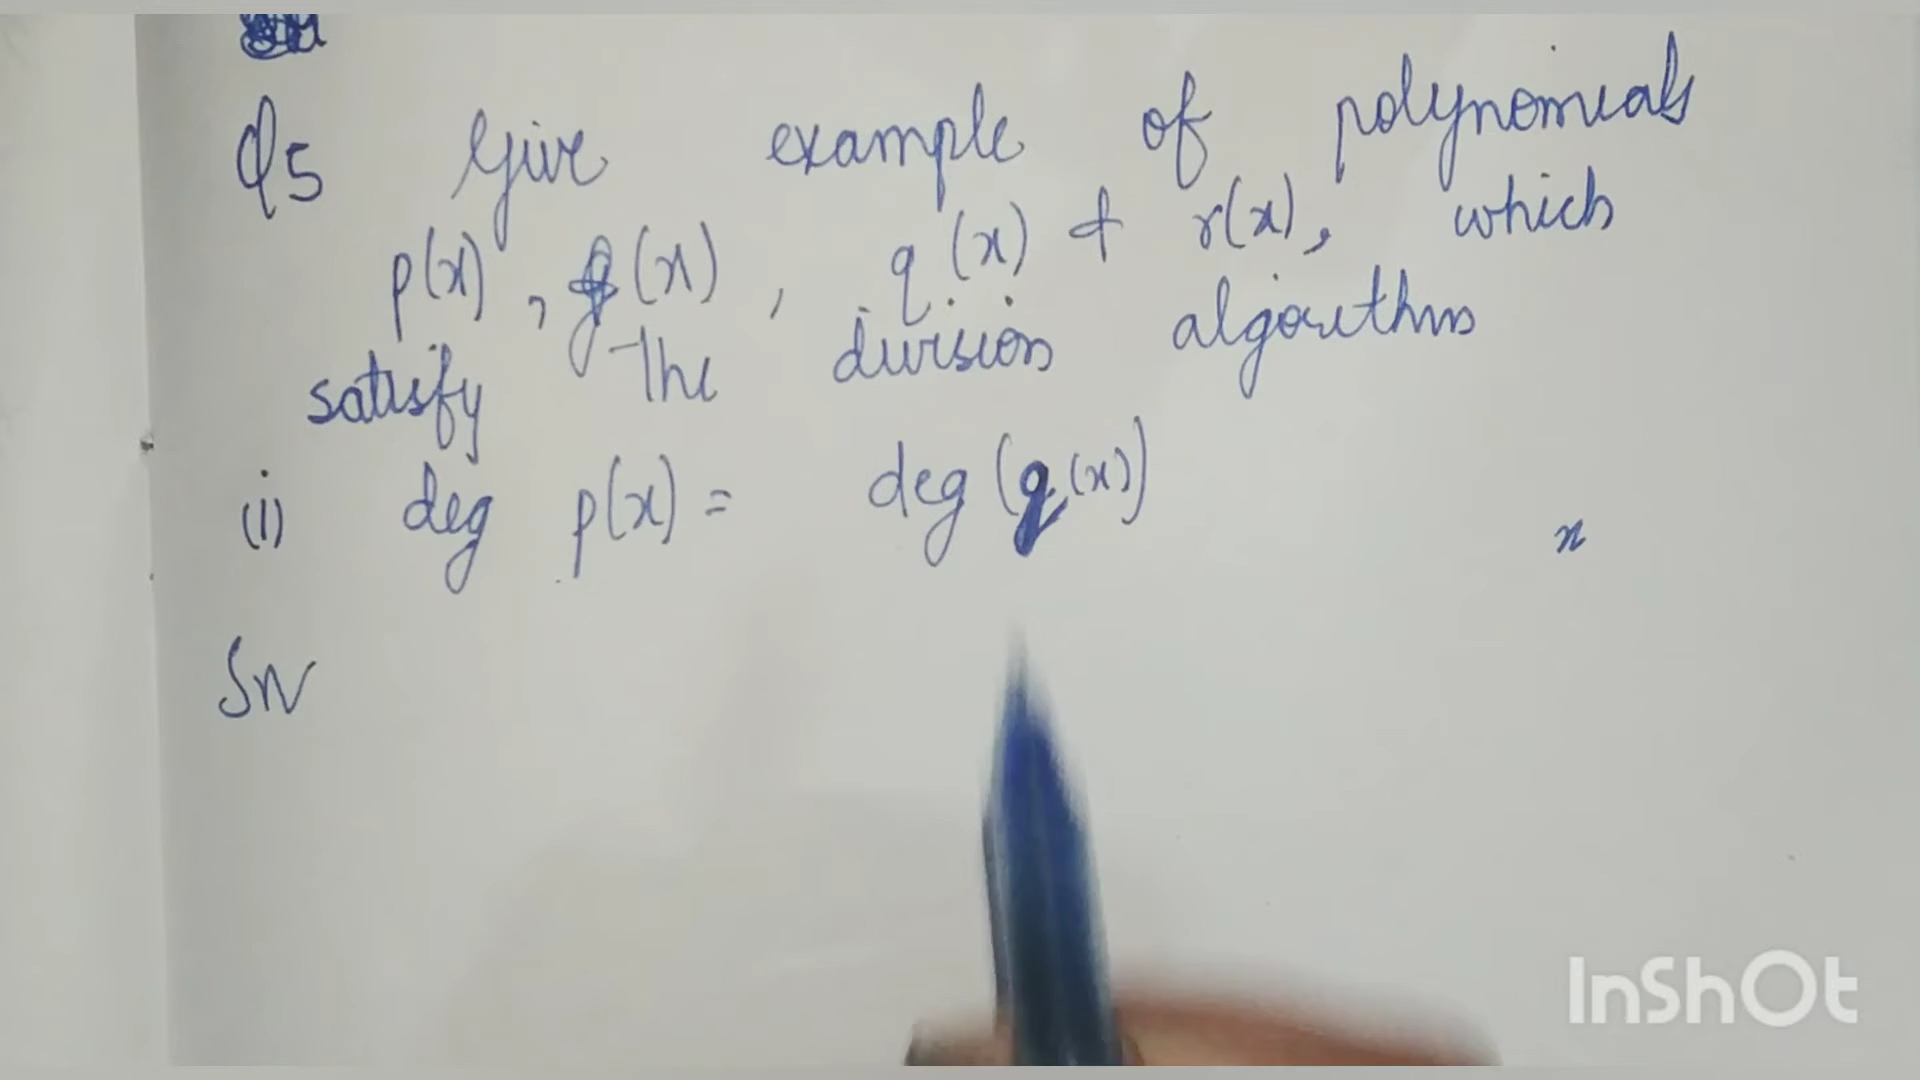 Q5 Give example of polynomials
p(x), g(x), q(x) & r(x), which
satisfy the division algorithm
(i) deg p(x) = deg (q(x))
x
Sol
InShOt